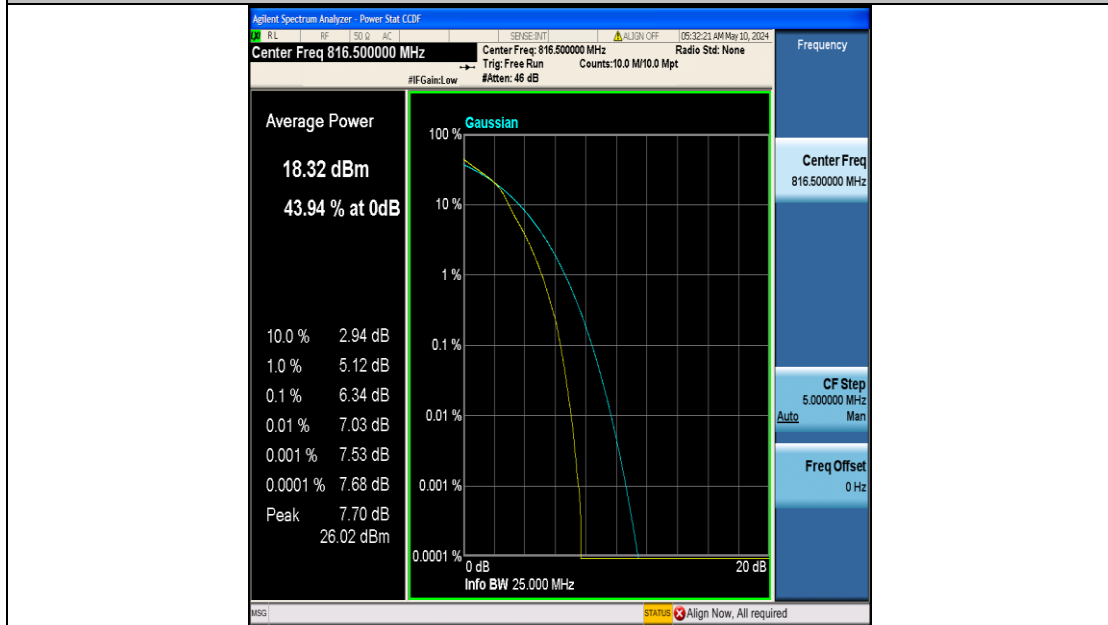 Agilent Spectrum Analyzer - Power Stat CCDF
RL RF 50 Ω AC SENSE:INT ALIGN OFF 05:32:21 AM May 10, 2024
Center Freq 816.500000 MHz
Center Freq: 816.500000 MHz Radio Std: None
Trig: Free Run Counts:10.0 M/10.0 Mpt
#IFGain:Low #Atten: 46 dB
Frequency
Average Power
18.32 dBm
43.94 % at 0dB
10.0 % 2.94 dB
1.0 % 5.12 dB
0.1 % 6.34 dB
0.01 % 7.03 dB
0.001 % 7.53 dB
0.0001 % 7.68 dB
Peak 7.70 dB
26.02 dBm
Gaussian
100 %
10 %
1 %
0.1 %
0.01 %
0.001 %
0.0001 %
0 dB 20 dB
Info BW 25.000 MHz
Center Freq
816.500000 MHz
CF Step
5.000000 MHz
Auto Man
Freq Offset
0 Hz
MSG STATUS Align Now, All required